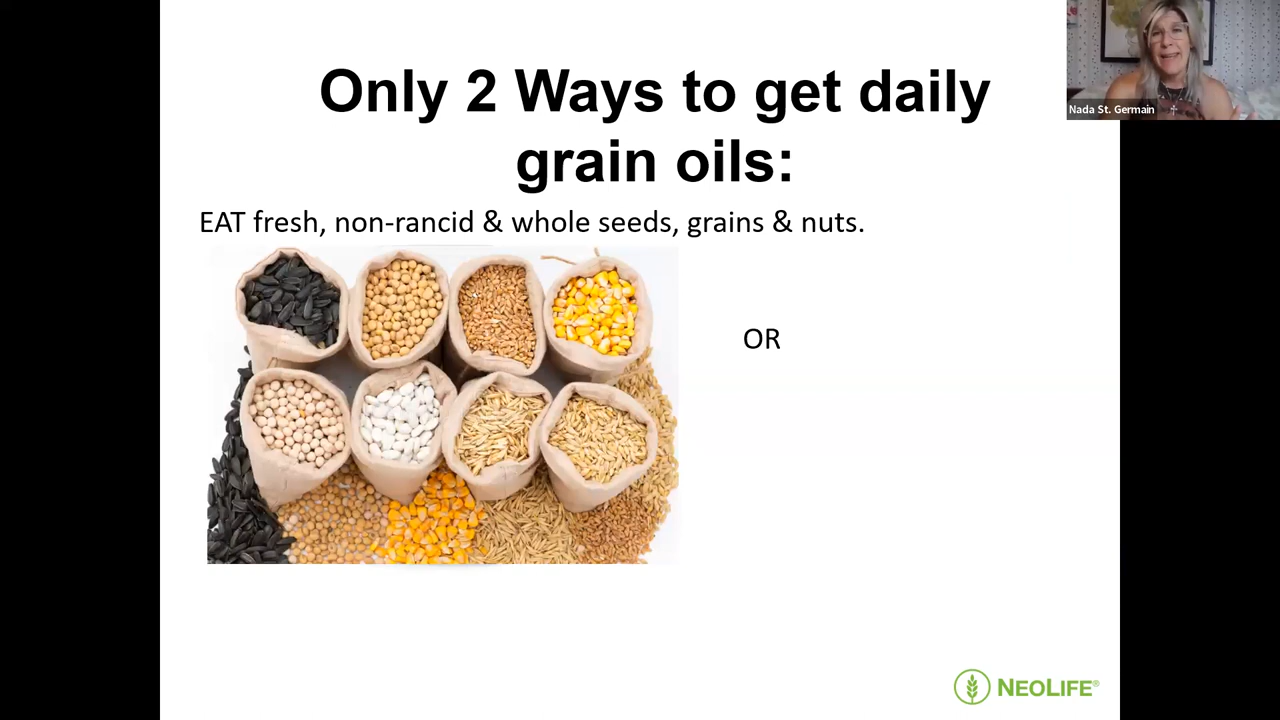 Only 2 Ways to get daily
grain oils:
Nada St. Germain
EAT fresh, non-rancid & whole seeds, grains & nuts.
OR
NEOLIFE®